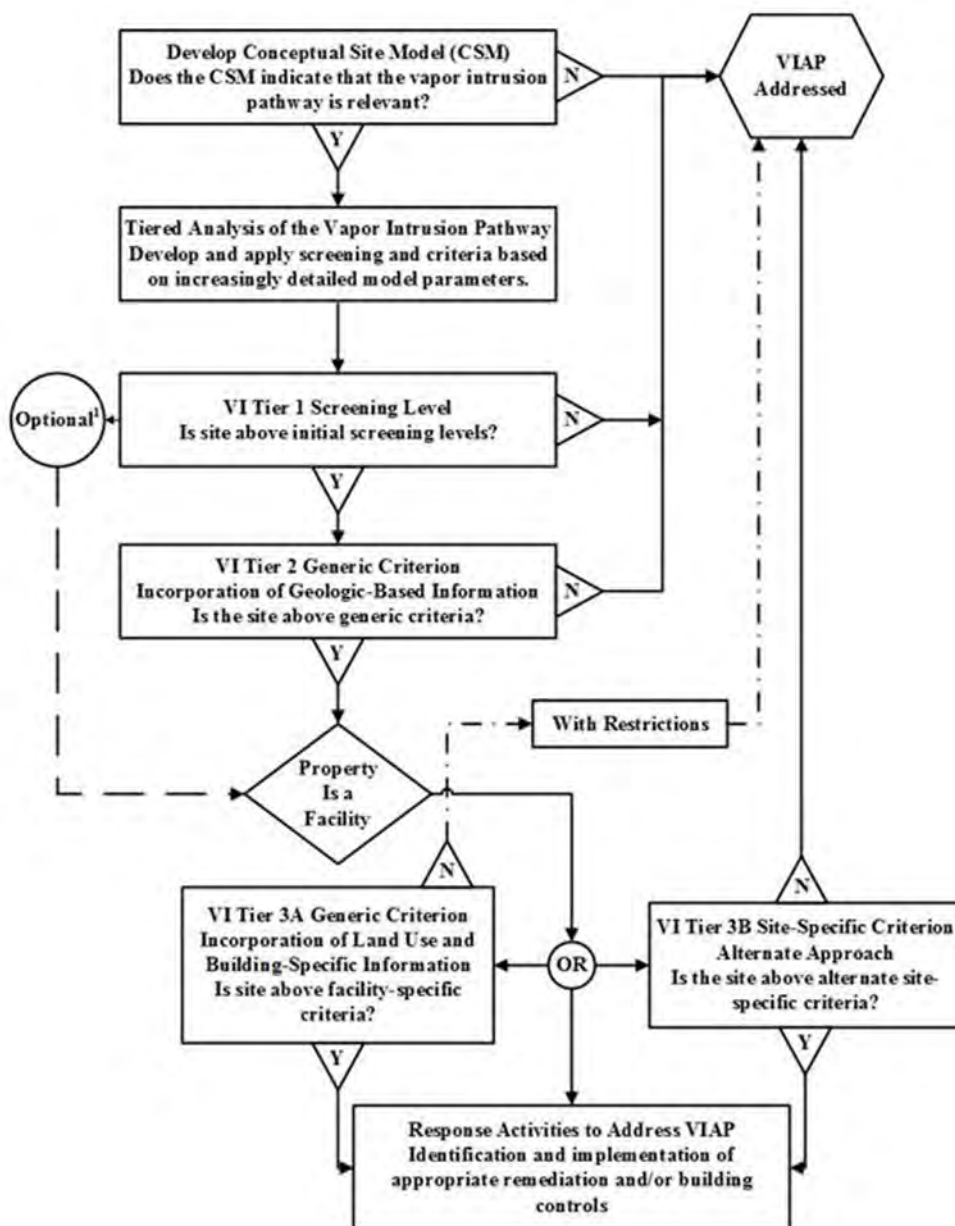 Develop Conceptual Site Model (CSM)
Does the CSM indicate that the vapor intrusion
pathway is relevant?
N
VIAP
Addressed
Y
Tiered Analysis of the Vapor Intrusion Pathway
Develop and apply screening and criteria based
on increasingly detailed model parameters.
Optional¹
VI Tier 1 Screening Level
Is site above initial screening levels?
N
Y
VI Tier 2 Generic Criterion
Incorporation of Geologic-Based Information
Is the site above generic criteria?
N
Y
With Restrictions
Property
Is a
Facility
N
N
VI Tier 3A Generic Criterion
Incorporation of Land Use and
Building-Specific Information
Is site above facility-specific
criteria?
OR
VI Tier 3B Site-Specific Criterion
Alternate Approach
Is the site above alternate site-
specific criteria?
Y
Y
Response Activities to Address VIAP
Identification and implementation of
appropriate remediation and/or building
controls